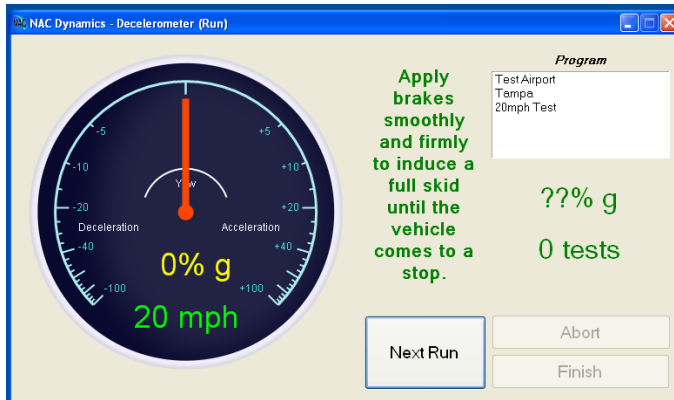 NAC Dynamics - Decelerometer (Run)
Program
Test Airport
Tampa
20mph Test
Apply
brakes
smoothly
and firmly
to induce a
full skid
until the
vehicle
comes to a
stop.
-5
+5
-10
+10
Yaw
-20
+20
Deceleration
Acceleration
-40
+40
-100
+100
0% g
20 mph
??% g
0 tests
Next Run
Abort
Finish